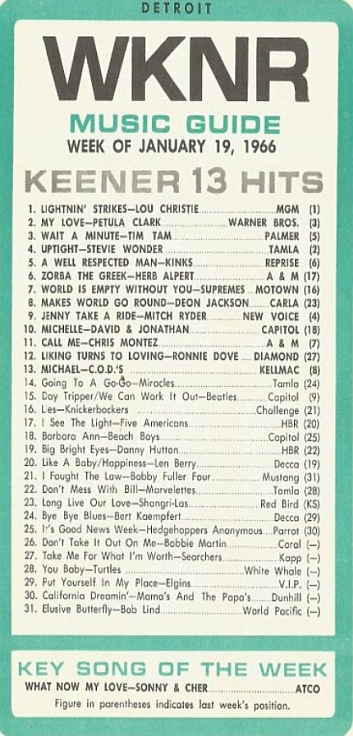 DETROIT
WKNR
MUSIC GUIDE
WEEK OF JANUARY 19, 1966
KEENER 13 HITS
1. LIGHTNIN' STRIKES—LOU CHRISTIE..........MGM (1)
2. MY LOVE—PETULA CLARK..........WARNER BROS. (3)
3. WAIT A MINUTE—TIM TAM..........PALMER (5)
4. UPTIGHT—STEVIE WONDER..........TAMLA (2)
5. A WELL RESPECTED MAN—KINKS..........REPRISE (6)
6. ZORBA THE GREEK—HERB ALPERT..........A & M (17)
7. WORLD IS EMPTY WITHOUT YOU—SUPREMES..MOTOWN (16)
8. MAKES WORLD GO ROUND—DEON JACKSON......CARLA (23)
9. JENNY TAKE A RIDE—MITCH RYDER......NEW VOICE (4)
10. MICHELLE—DAVID & JONATHAN..........CAPITOL (18)
11. CALL ME—CHRIS MONTEZ..........A & M (7)
12. LIKING TURNS TO LOVING—RONNIE DOVE....DIAMOND (27)
13. MICHAEL—C.O.D.'S..........KELLMAC (8)
14. Going To A Go-Go—Miracles..........Tamla (24)
15. Day Tripper/We Can Work It Out—Beatles......Capitol (9)
16. Lies—Knickerbockers..........Challenge (21)
17. I See The Light—Five Americans..........HBR (20)
18. Barbara Ann—Beach Boys..........Capitol (25)
19. Big Bright Eyes—Danny Hutton..........HBR (22)
20. Like A Baby/Happiness—Len Berry..........Decca (19)
21. I Fought The Law—Bobby Fuller Four......Mustang (31)
22. Don't Mess With Bill—Marvelettes..........Tamla (28)
23. Long Live Our Love—Shangri-Las..........Red Bird (KS)
24. Bye Bye Blues—Bert Kaempfert..........Decca (29)
25. It's Good News Week—Hedgehoppers Anonymous....Parrot (30)
26. Don't Take It Out On Me—Bobbie Martin..........Coral (—)
27. Take Me For What I'm Worth—Searchers..........Kapp (—)
28. You Baby—Turtles..........White Whale (—)
29. Put Yourself In My Place—Elgins..........V.I.P. (—)
30. California Dreamin'—Mama's And The Papa's......Dunhill (—)
31. Elusive Butterfly—Bob Lind..........World Pacific (—)
KEY SONG OF THE WEEK
WHAT NOW MY LOVE—SONNY & CHER..........ATCO
Figure in parentheses indicates last week's position.